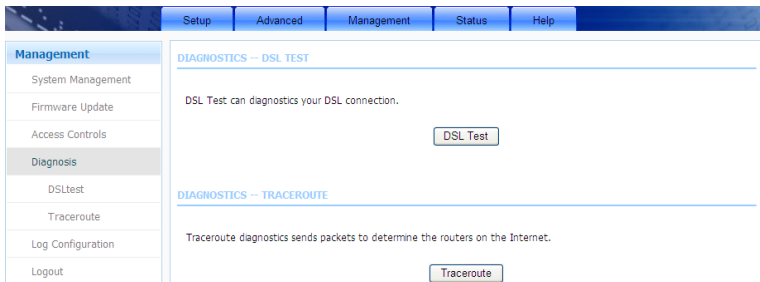 Setup Advanced Management Status Help
Management
System Management
Firmware Update
Access Controls
Diagnosis
DSLtest
Traceroute
Log Configuration
Logout
DIAGNOSTICS -- DSL TEST
DSL Test can diagnostics your DSL connection.
DSL Test
DIAGNOSTICS -- TRACEROUTE
Traceroute diagnostics sends packets to determine the routers on the Internet.
Traceroute